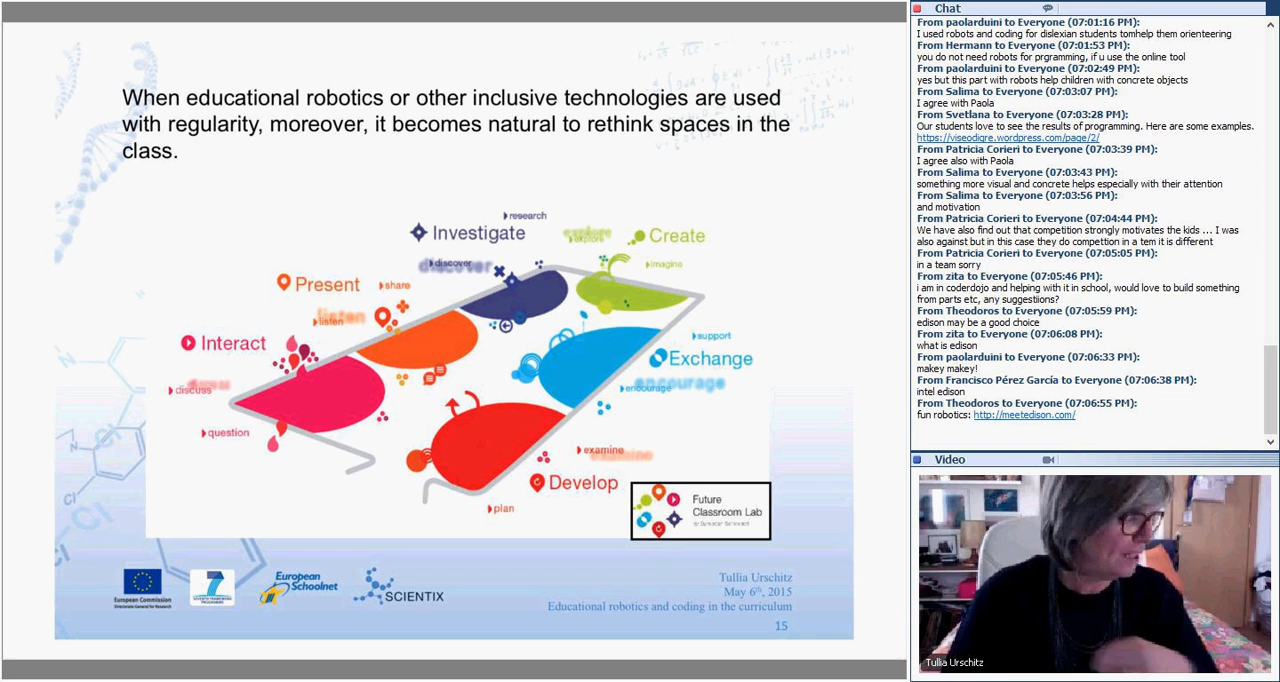 When educational robotics or other inclusive technologies are used
with regularity, moreover, it becomes natural to rethink spaces in the
class.
research
Investigate
explore
Create
discover
imagine
Present
share
listen
support
Interact
Exchange
discuss
encourage
question
examine
Develop
plan
Future
Classroom Lab
by European Schoolnet
European Commission
Directorate-General for Research
7
SEVENTH FRAMEWORK
PROGRAMME
European
Schoolnet
SCIENTIX
Tullia Urschitz
May 6th, 2015
Educational robotics and coding in the curriculum
15
Chat
From paolarduini to Everyone (07:01:16 PM):
I used robots and coding for dislexian students tomhelp them orienteering
From Hermann to Everyone (07:01:53 PM):
you do not need robots for prgramming, if u use the online tool
From paolarduini to Everyone (07:02:49 PM):
yes but this part with robots help children with concrete objects
From Salima to Everyone (07:03:07 PM):
I agree with Paola
From Svetlana to Everyone (07:03:28 PM):
Our students love to see the results of programming. Here are some examples.
https://viseodigre.wordpress.com/page/2/
From Patricia Corieri to Everyone (07:03:39 PM):
I agree also with Paola
From Salima to Everyone (07:03:43 PM):
something more visual and concrete helps especially with their attention
From Salima to Everyone (07:03:56 PM):
and motivation
From Patricia Corieri to Everyone (07:04:44 PM):
We have also find out that competition strongly motivates the kids ... I was
also against but in this case they do compettion in a tem it is different
From Patricia Corieri to Everyone (07:05:05 PM):
in a team sorry
From zita to Everyone (07:05:46 PM):
i am in coderdojo and helping with it in school, would love to build something
from parts etc, any suggestiions?
From Theodoros to Everyone (07:05:59 PM):
edison may be a good choice
From zita to Everyone (07:06:08 PM):
what is edison
From paolarduini to Everyone (07:06:33 PM):
makey makey!
From Francisco Pérez García to Everyone (07:06:38 PM):
intel edison
From Theodoros to Everyone (07:06:55 PM):
fun robotics: http://meetedison.com/
Video
Tullia Urschitz